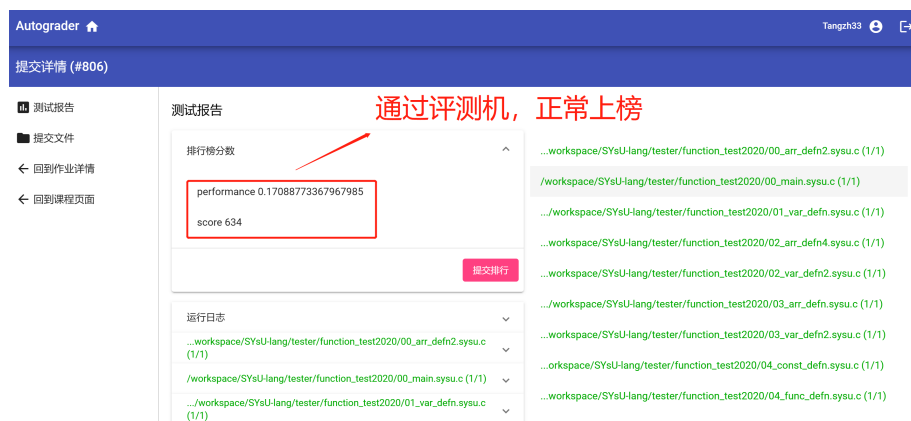 Autograder
Tangzh33
提交详情 (#806)
测试报告
提交文件
回到作业详情
回到课程页面
测试报告
通过评测机，正常上榜
排行榜分数
performance 0.17088773367967985
score 634
提交排行
运行日志
...workspace/SYsU-lang/tester/function_test2020/00_arr_defn2.sysu.c
(1/1)
/workspace/SYsU-lang/tester/function_test2020/00_main.sysu.c (1/1)
.../workspace/SYsU-lang/tester/function_test2020/01_var_defn.sysu.c
(1/1)
...workspace/SYsU-lang/tester/function_test2020/00_arr_defn2.sysu.c (1/1)
/workspace/SYsU-lang/tester/function_test2020/00_main.sysu.c (1/1)
.../workspace/SYsU-lang/tester/function_test2020/01_var_defn.sysu.c (1/1)
...workspace/SYsU-lang/tester/function_test2020/02_arr_defn4.sysu.c (1/1)
...workspace/SYsU-lang/tester/function_test2020/02_var_defn2.sysu.c (1/1)
.../workspace/SYsU-lang/tester/function_test2020/03_arr_defn.sysu.c (1/1)
...workspace/SYsU-lang/tester/function_test2020/03_var_defn2.sysu.c (1/1)
...orkspace/SYsU-lang/tester/function_test2020/04_const_defn.sysu.c (1/1)
...workspace/SYsU-lang/tester/function_test2020/04_func_defn.sysu.c (1/1)